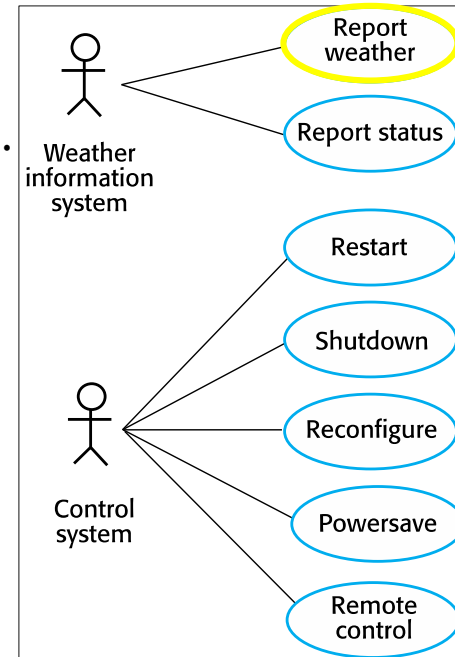 Report
weather
Report status
Weather
information
system
Restart
Shutdown
Reconfigure
Control
system
Powersave
Remote
control